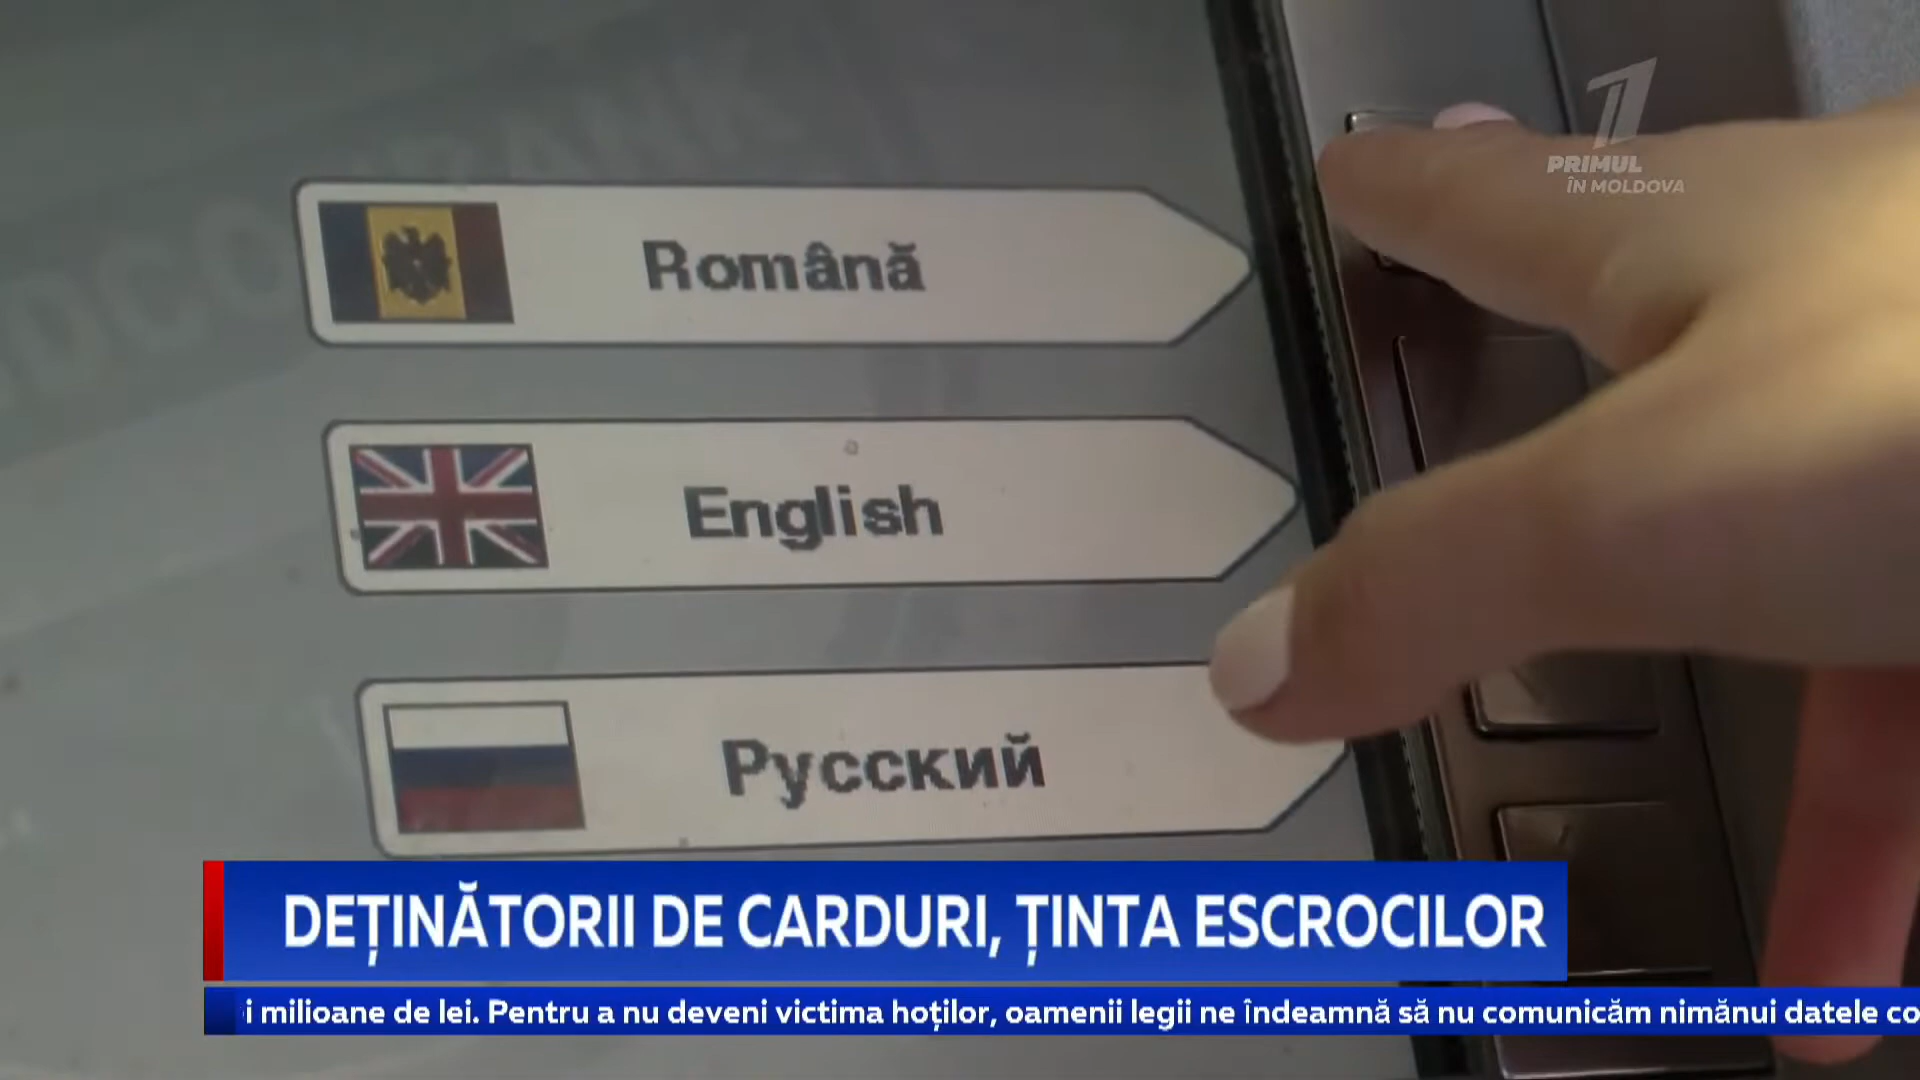 PRIMUL
ÎN MOLDOVA
Română
English
Русский
DEȚINĂTORII DE CARDURI, ȚINTA ESCROCILOR
milioane de lei. Pentru a nu deveni victima hoților, oamenii legii ne îndeamnă să nu comunicăm nimănui datele